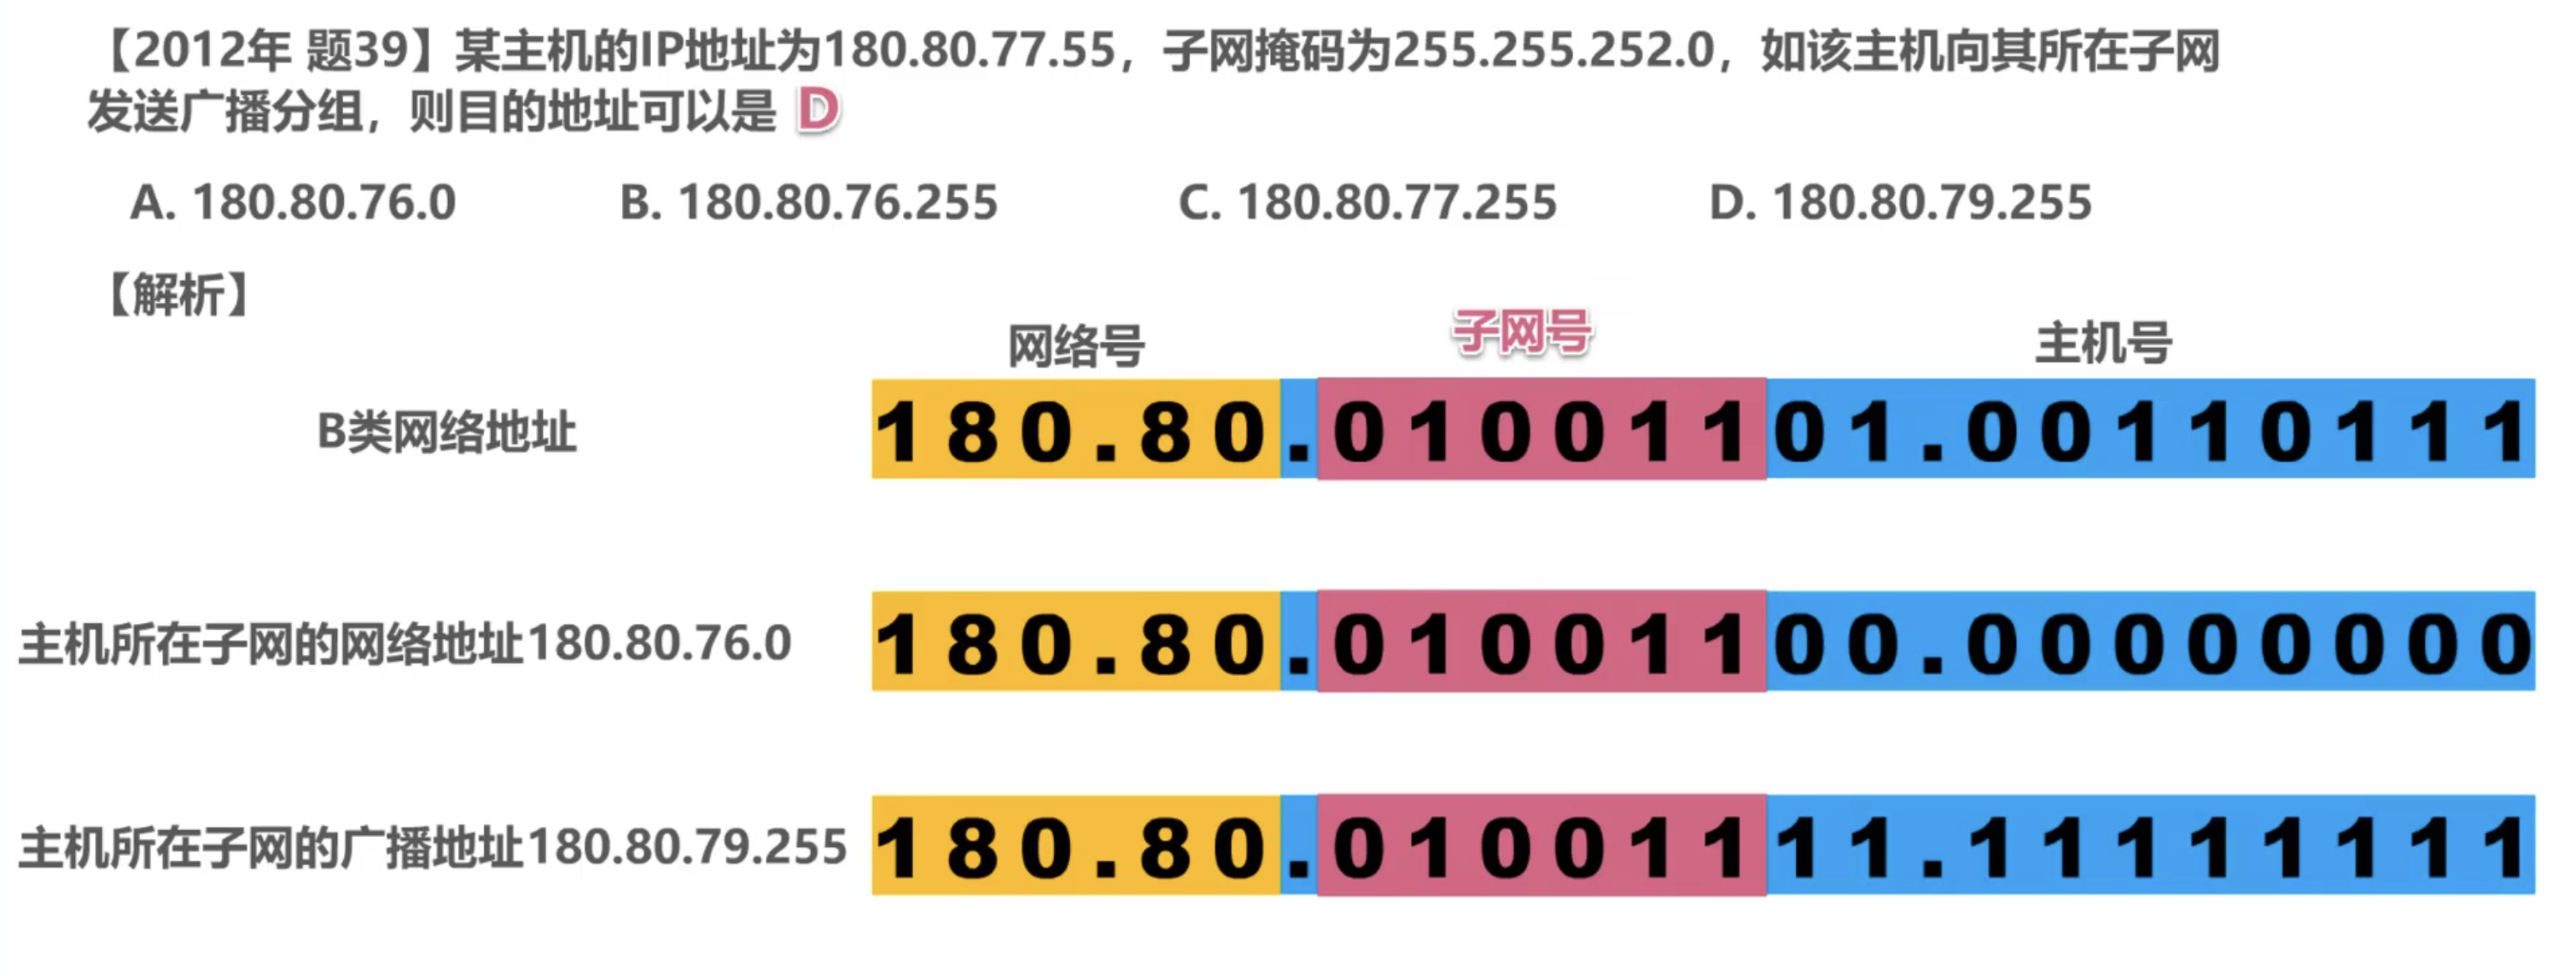 【2012年 题39】某主机的IP地址为180.80.77.55，子网掩码为255.255.252.0，如该主机向其所在子网
发送广播分组，则目的地址可以是 D
A. 180.80.76.0 B. 180.80.76.255 C. 180.80.77.255 D. 180.80.79.255
【解析】
网络号 子网号 主机号
B类网络地址 180.80.01001101.00110111
主机所在子网的网络地址180.80.76.0 180.80.01001100.00000000
主机所在子网的广播地址180.80.79.255 180.80.01001111.11111111